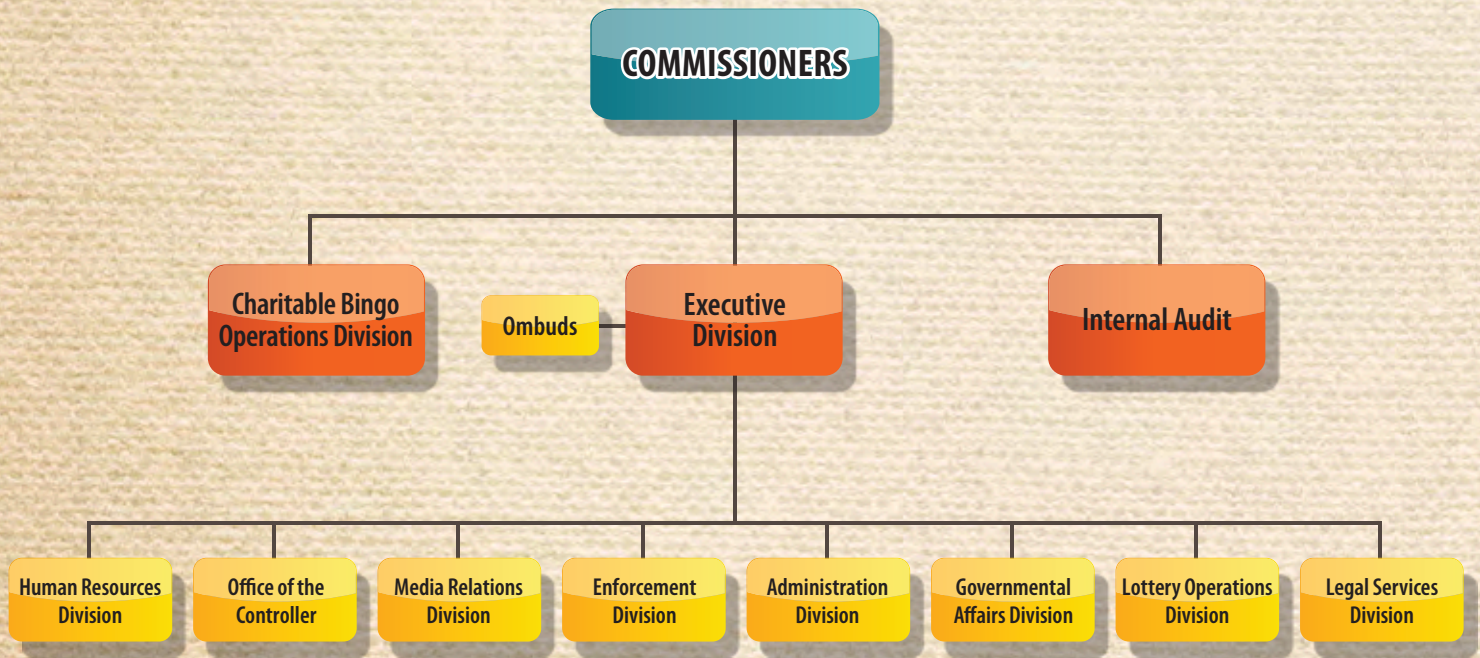 COMMISSIONERS
Charitable Bingo
Operations Division
Ombuds
Executive
Division
Internal Audit
Human Resources
Division
Office of the
Controller
Media Relations
Division
Enforcement
Division
Administration
Division
Governmental
Affairs Division
Lottery Operations
Division
Legal Services
Division